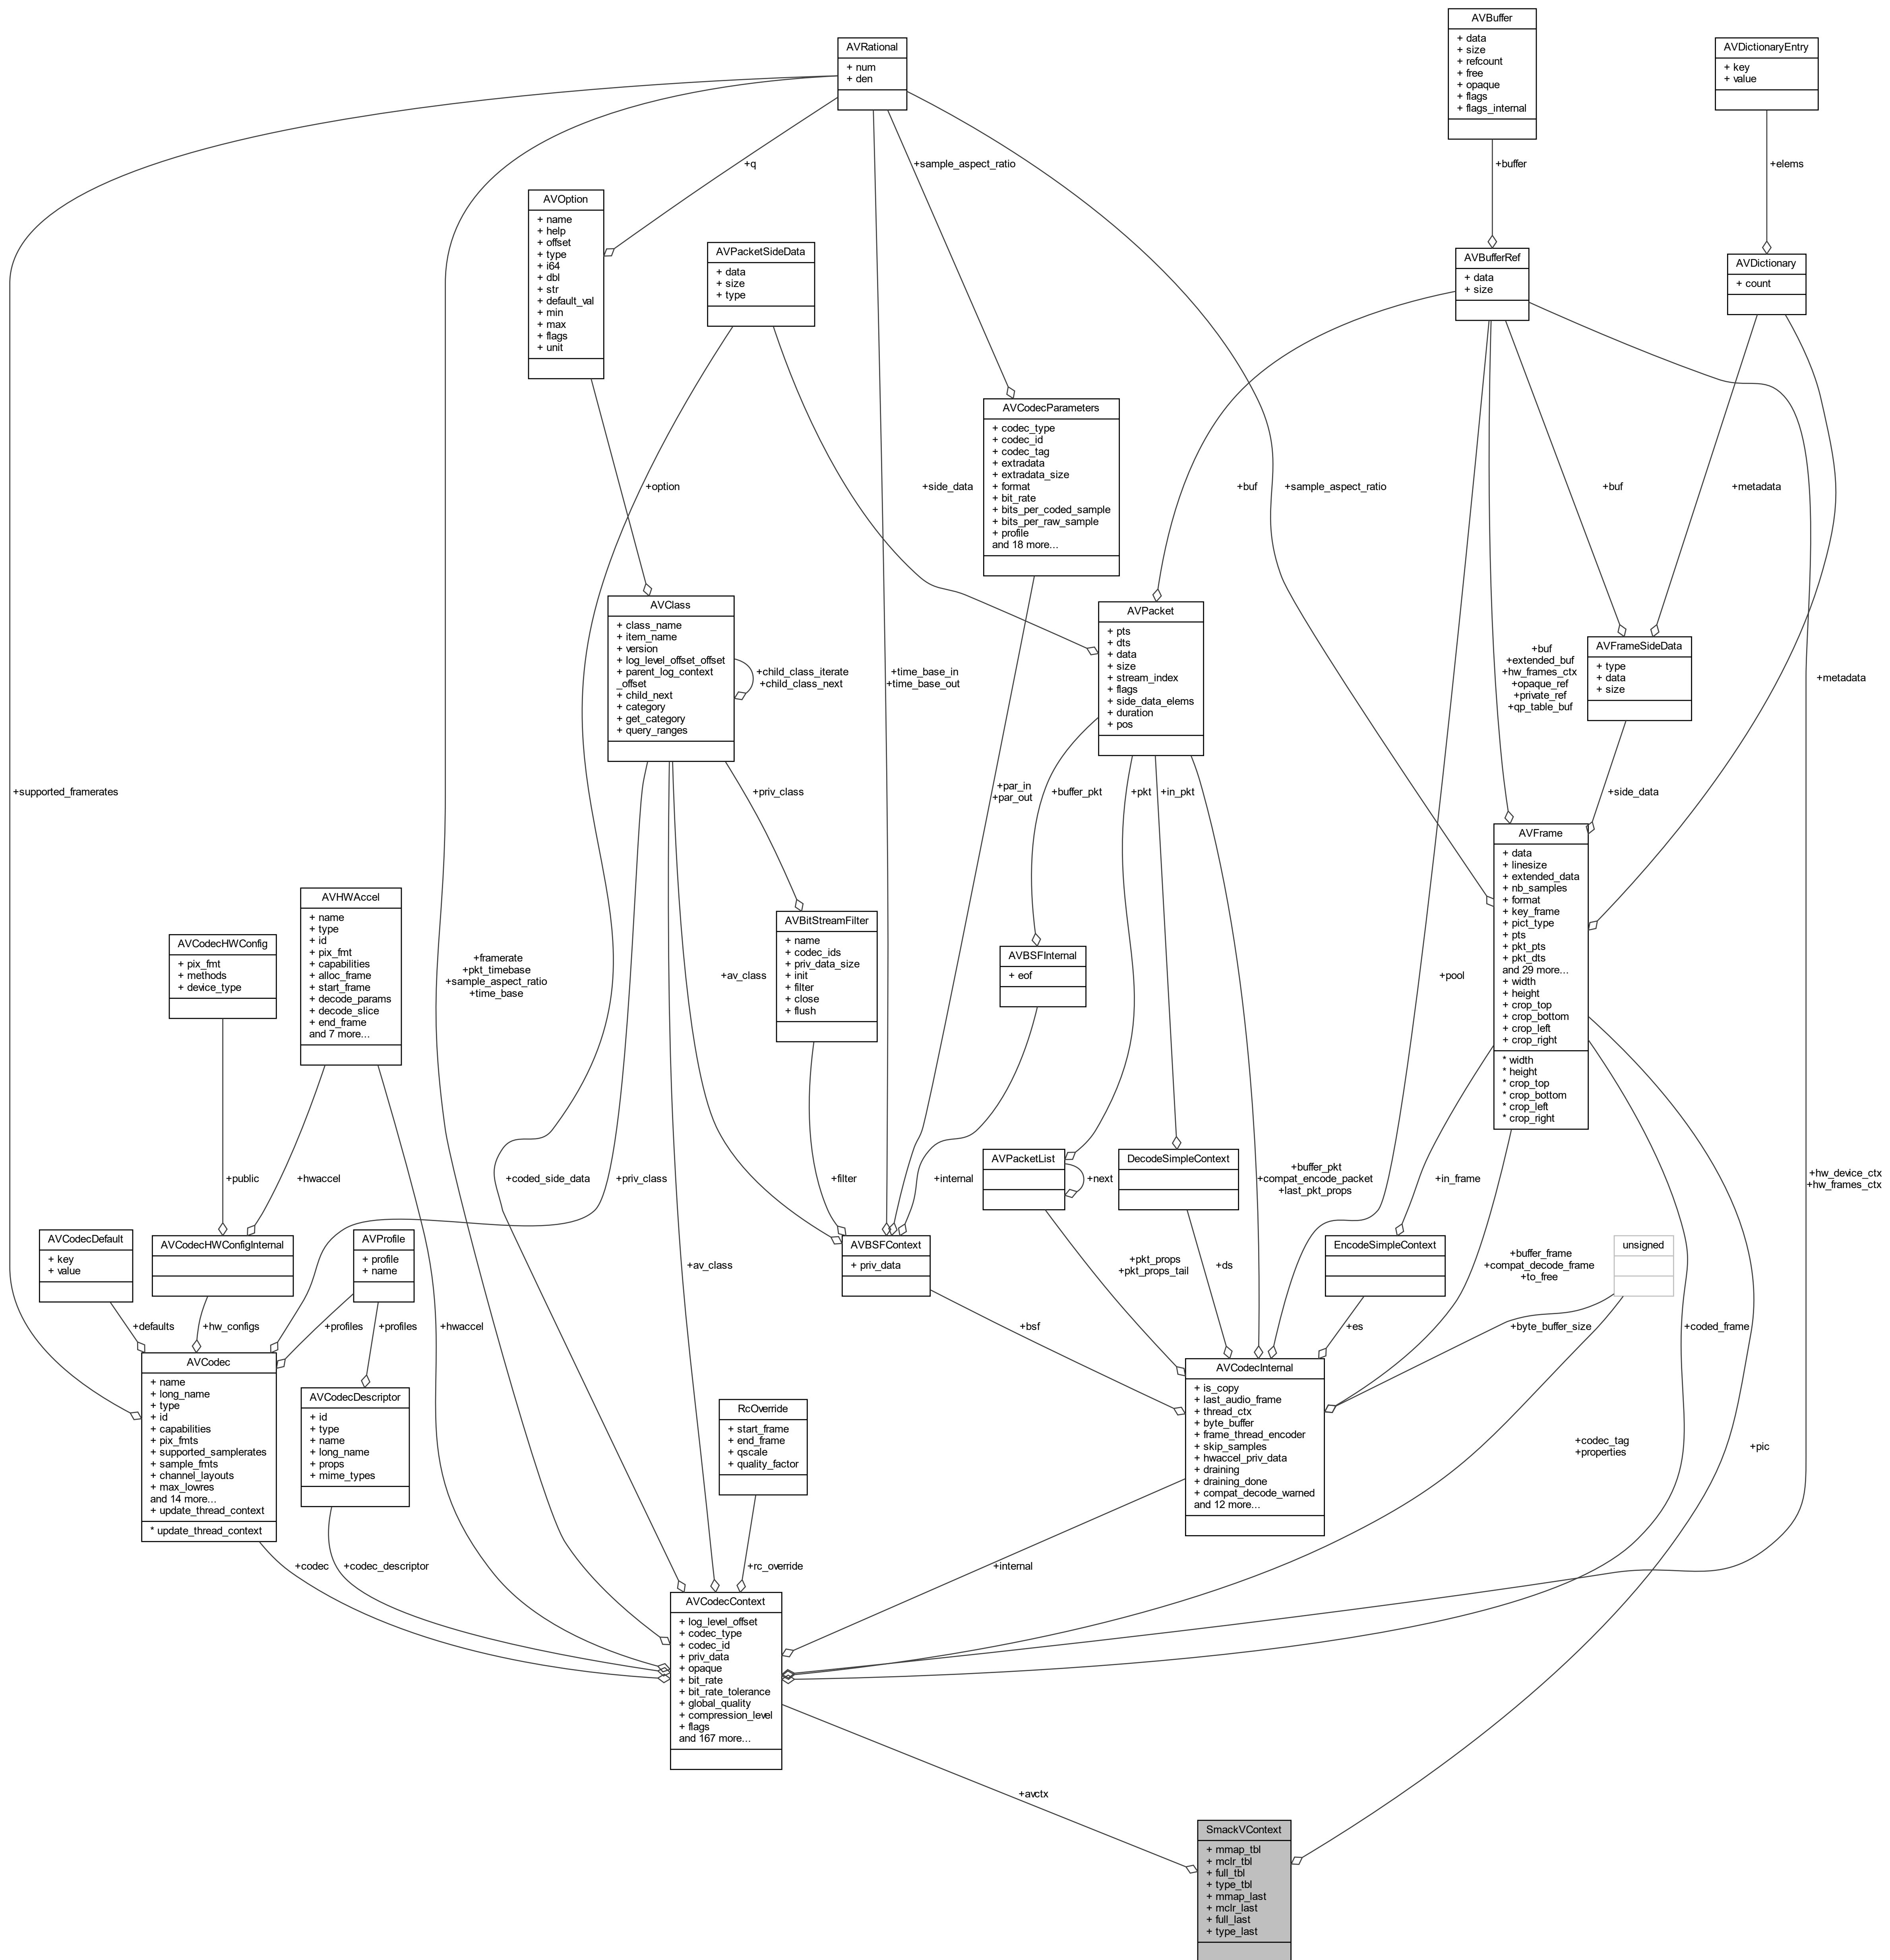 AVBuffer
+ data
+ size
+ refcount
+ free
+ opaque
+ flags
+ flags_internal
AVRational
+ num
+ den
AVDictionaryEntry
+ key
+ value
+q
+sample_aspect_ratio
+buffer
+elems
AVOption
+ name
+ help
+ offset
+ type
+ i64
+ dbl
+ str
+ default_val
+ min
+ max
+ flags
+ unit
AVPacketSideData
+ data
+ size
+ type
AVBufferRef
+ data
+ size
AVDictionary
+ count
AVCodecParameters
+ codec_type
+ codec_id
+ codec_tag
+ extradata
+ extradata_size
+ format
+ bit_rate
+ bits_per_coded_sample
+ bits_per_raw_sample
+ profile
and 18 more...
+option
+side_data
+buf
+sample_aspect_ratio
+buf
+metadata
AVClass
+ class_name
+ item_name
+ version
+ log_level_offset_offset
+ parent_log_context
_offset
+ child_next
+ category
+ get_category
+ query_ranges
+child_class_iterate
+child_class_next
+time_base_in
+time_base_out
AVPacket
+ pts
+ dts
+ data
+ size
+ stream_index
+ flags
+ side_data_elems
+ duration
+ pos
+buf
+extended_buf
+hw_frames_ctx
+opaque_ref
+private_ref
+qp_table_buf
AVFrameSideData
+ type
+ data
+ size
+metadata
+supported_framerates
+priv_class
+par_in
+par_out
+buffer_pkt
+pkt
+in_pkt
+side_data
AVFrame
+ data
+ linesize
+ extended_data
+ nb_samples
+ format
+ key_frame
+ pict_type
+ pts
+ pkt_pts
+ pkt_dts
and 29 more...
+ width
+ height
+ crop_top
+ crop_bottom
+ crop_left
+ crop_right
* width
* height
* crop_top
* crop_bottom
* crop_left
* crop_right
AVHWAccel
+ name
+ type
+ id
+ pix_fmt
+ capabilities
+ alloc_frame
+ start_frame
+ decode_params
+ decode_slice
+ end_frame
and 7 more...
AVCodecHWConfig
+ pix_fmt
+ methods
+ device_type
+framerate
+pkt_timebase
+sample_aspect_ratio
+time_base
+av_class
AVBitStreamFilter
+ name
+ codec_ids
+ priv_data_size
+ init
+ filter
+ close
+ flush
AVBSFInternal
+ eof
+pool
+public
+hwaccel
+coded_side_data
+priv_class
+filter
+internal
AVPacketList
+next
DecodeSimpleContext
+buffer_pkt
+compat_encode_packet
+last_pkt_props
+in_frame
+hw_device_ctx
+hw_frames_ctx
AVCodecDefault
+ key
+ value
AVCodecHWConfigInternal
AVProfile
+ profile
+ name
+av_class
AVBSFContext
+ priv_data
+pkt_props
+pkt_props_tail
+ds
EncodeSimpleContext
+buffer_frame
+compat_decode_frame
+to_free
unsigned
+defaults
+hw_configs
+profiles
+profiles
+hwaccel
+bsf
+es
+byte_buffer_size
+coded_frame
AVCodec
+ name
+ long_name
+ type
+ id
+ capabilities
+ pix_fmts
+ supported_samplerates
+ sample_fmts
+ channel_layouts
+ max_lowres
and 14 more...
+ update_thread_context
* update_thread_context
AVCodecDescriptor
+ id
+ type
+ name
+ long_name
+ props
+ mime_types
RcOverride
+ start_frame
+ end_frame
+ qscale
+ quality_factor
AVCodecInternal
+ is_copy
+ last_audio_frame
+ thread_ctx
+ byte_buffer
+ frame_thread_encoder
+ skip_samples
+ hwaccel_priv_data
+ draining
+ draining_done
+ compat_decode_warned
and 12 more...
+codec_tag
+properties
+pic
+codec
+codec_descriptor
+rc_override
+internal
AVCodecContext
+ log_level_offset
+ codec_type
+ codec_id
+ priv_data
+ opaque
+ bit_rate
+ bit_rate_tolerance
+ global_quality
+ compression_level
+ flags
and 167 more...
+avctx
SmackVContext
+ mmap_tbl
+ mclr_tbl
+ full_tbl
+ type_tbl
+ mmap_last
+ mclr_last
+ full_last
+ type_last